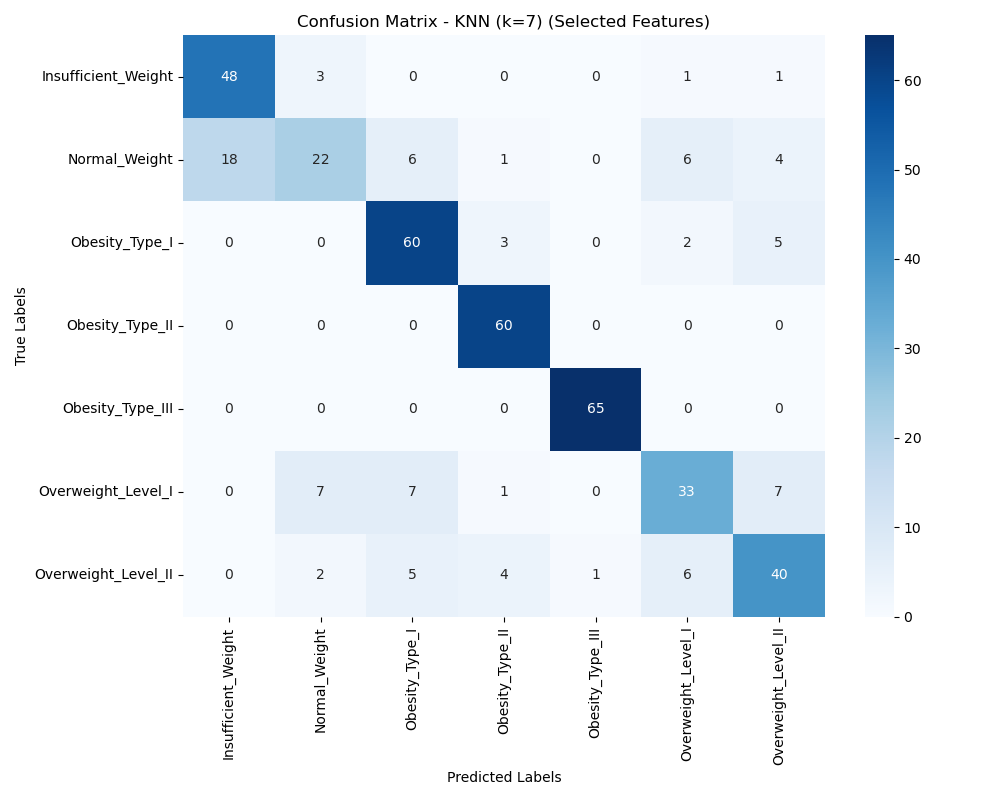 Confusion Matrix - KNN (k=7) (Selected Features)
True Labels
Insufficient_Weight 48 3 0 0 0 1 1
Normal_Weight 18 22 6 1 0 6 4
Obesity_Type_I 0 0 60 3 0 2 5
Obesity_Type_II 0 0 0 60 0 0 0
Obesity_Type_III 0 0 0 0 65 0 0
Overweight_Level_I 0 7 7 1 0 33 7
Overweight_Level_II 0 2 5 4 1 6 40
Insufficient_Weight
Normal_Weight
Obesity_Type_I
Obesity_Type_II
Obesity_Type_III
Overweight_Level_I
Overweight_Level_II
Predicted Labels
60
50
40
30
20
10
0